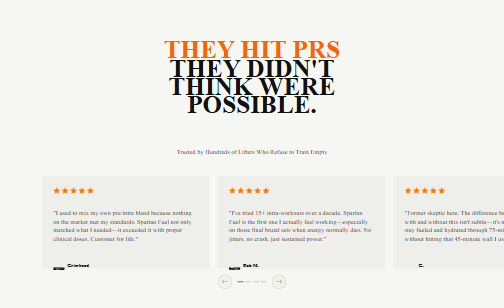 THEY HIT PRS
THEY DIDN'T
THINK WERE
POSSIBLE.
Trusted by Hundreds of Lifters Who Refuse to Train Empty
"I used to mix my own pre/intra blend because nothing
on the market met my standards. Spartan Fuel not only
matched what I needed—it exceeded it with proper
clinical doses. Customer for life."
"I've tried 15+ intra-workouts over a decade. Spartan
Fuel is the first one I actually feel working—especially
on those final brutal sets when energy normally dies. No
jitters, no crash, just sustained output."
"Former skeptic here. The difference be
with and without this isn't subtle—it's
stay fueled and hydrated through 75-mi
without hitting that 45-minute wall I us